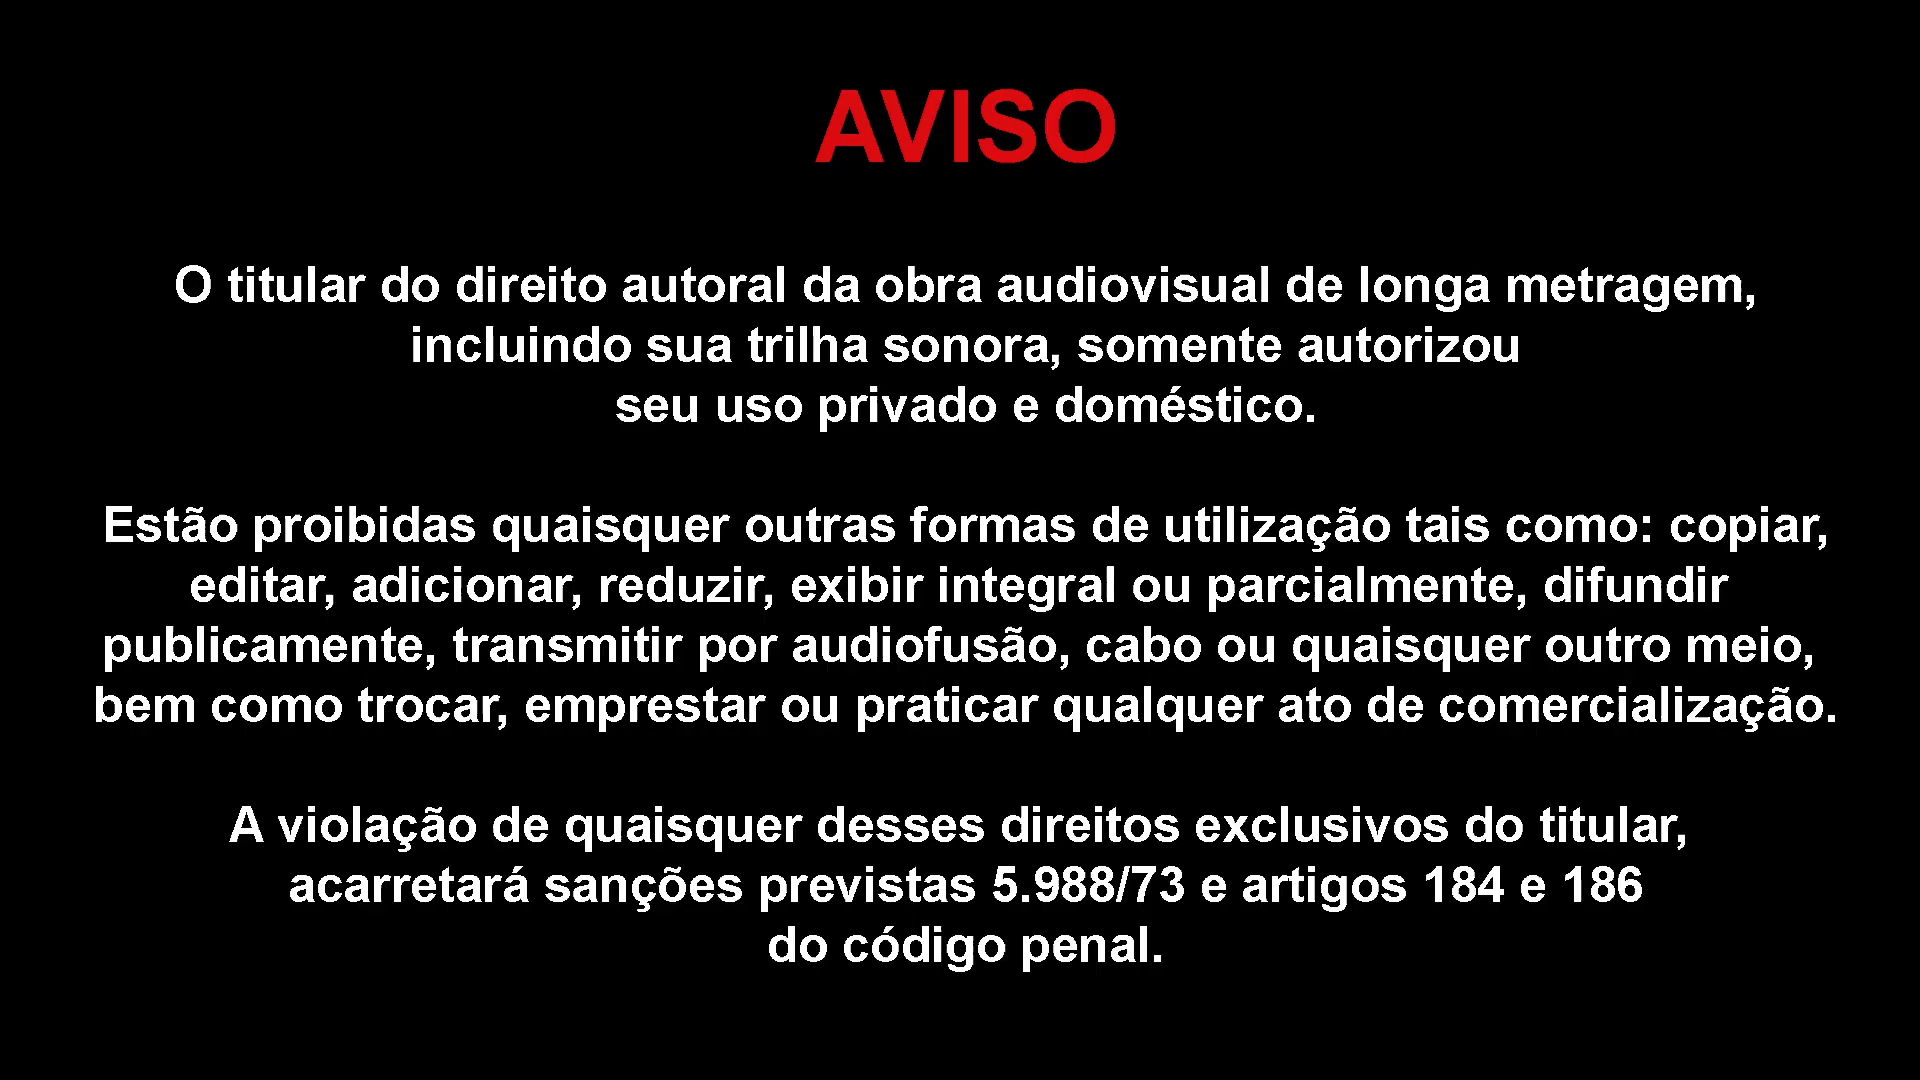 AVISO
O titular do direito autoral da obra audiovisual de longa metragem,
incluindo sua trilha sonora, somente autorizou
seu uso privado e doméstico.
Estão proibidas quaisquer outras formas de utilização tais como: copiar,
editar, adicionar, reduzir, exibir integral ou parcialmente, difundir
publicamente, transmitir por audiofusão, cabo ou quaisquer outro meio,
bem como trocar, emprestar ou praticar qualquer ato de comercialização.
A violação de quaisquer desses direitos exclusivos do titular,
acarretará sanções previstas 5.988/73 e artigos 184 e 186
do código penal.